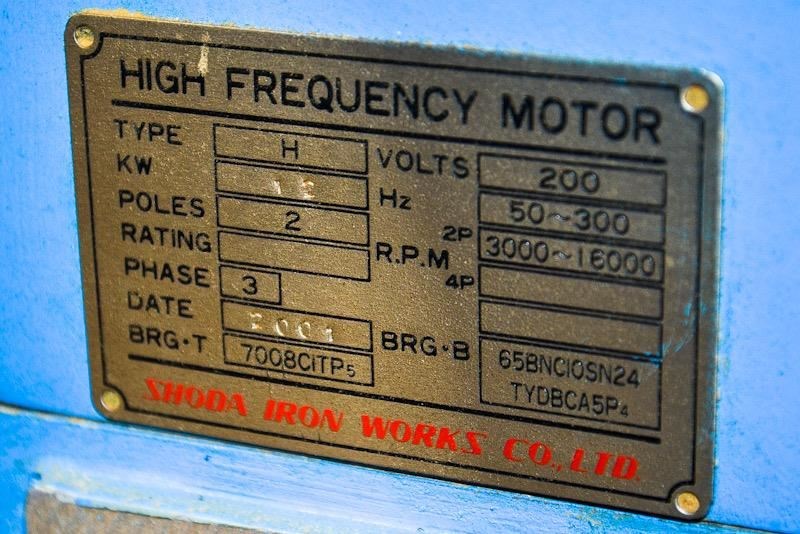 HIGH FREQUENCY MOTOR
TYPE H VOLTS 200
KW Hz 50~300
POLES 2 2P 3000~16000
RATING R.P.M 4P
PHASE 3
DATE 2001
BRG·T 7008CiTP5 BRG·B 65BNC10SN24
TYDBCA5P4
SHODA IRON WORKS CO., LTD.